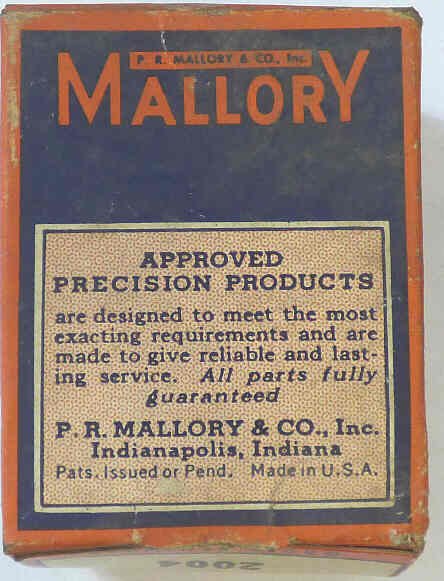 P. R. MALLORY & CO., Inc.
MALLORY
APPROVED
PRECISION PRODUCTS
are designed to meet the most
exacting requirements and are
made to give reliable and last-
ing service. All parts fully
guaranteed
P. R. MALLORY & CO., Inc.
Indianapolis, Indiana
Pats. Issued or Pend. Made in U.S.A.
2004